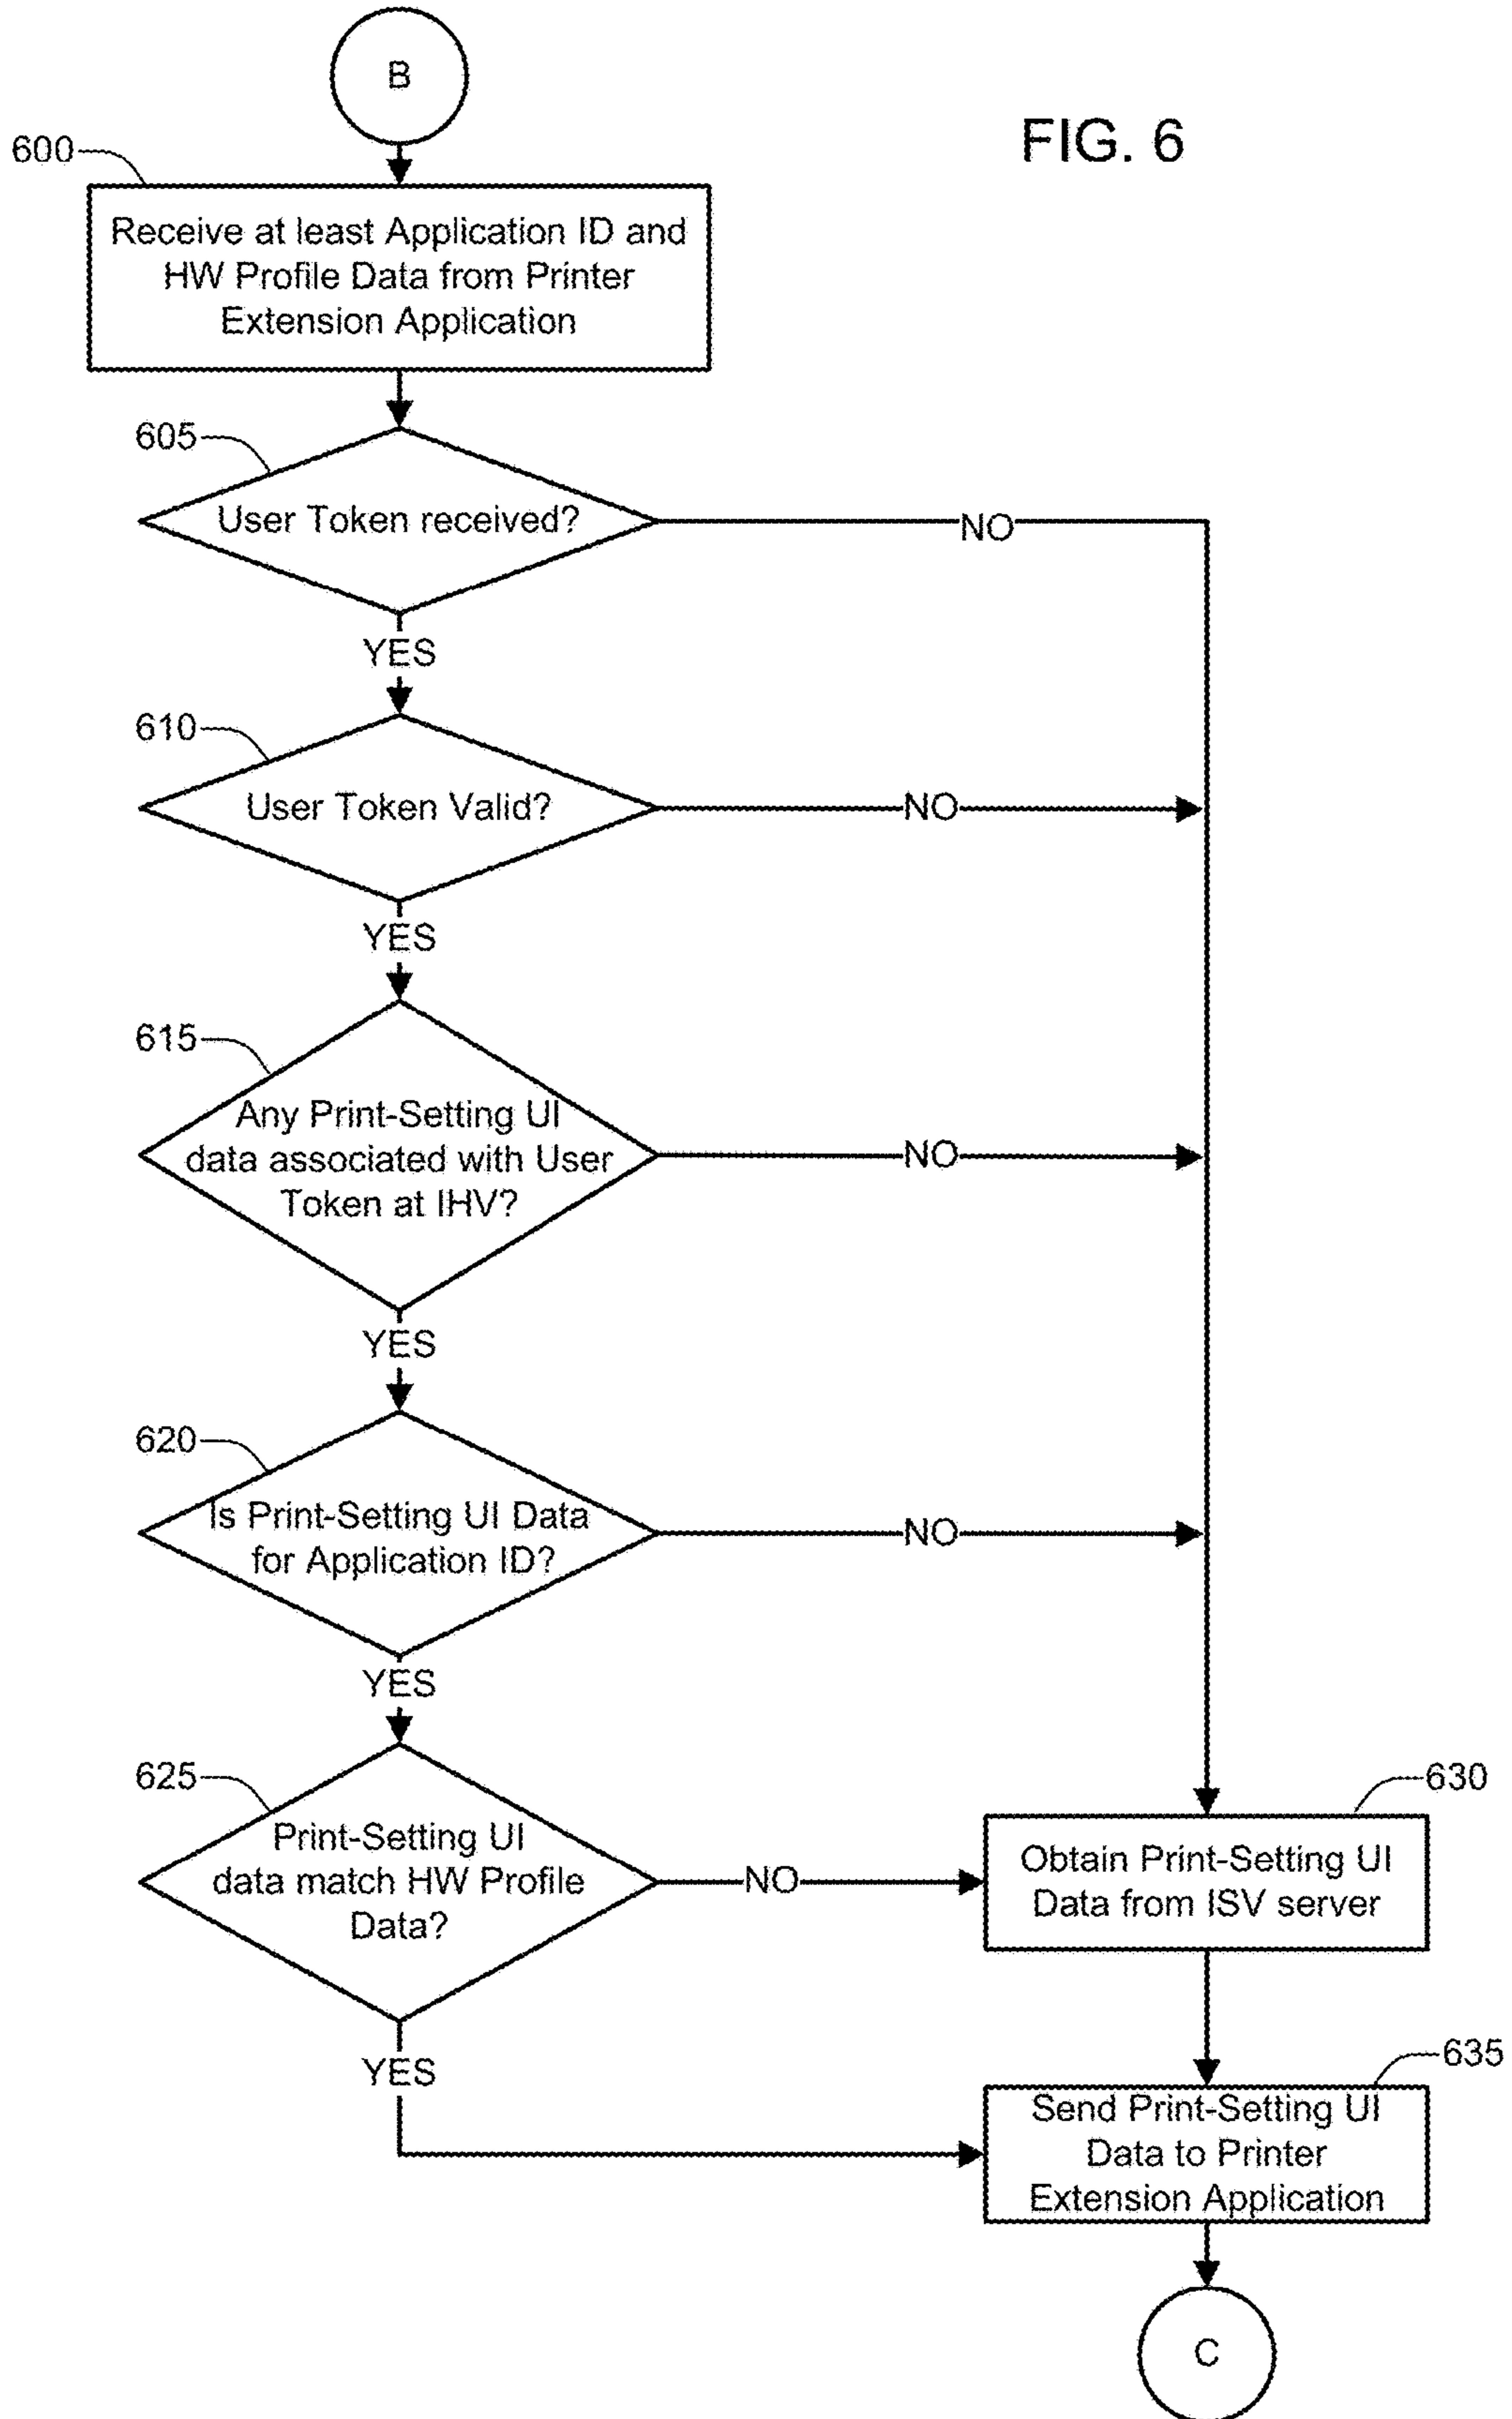 B
FIG. 6
600
Receive at least Application ID and
HW Profile Data from Printer
Extension Application
605
User Token received?
NO
YES
610
User Token Valid?
NO
YES
615
Any Print-Setting UI
data associated with User
Token at IHV?
NO
YES
620
Is Print-Setting UI Data
for Application ID?
NO
YES
625
Print-Setting UI
data match HW Profile
Data?
NO
630
Obtain Print-Setting UI
Data from ISV server
YES
635
Send Print-Setting UI
Data to Printer
Extension Application
C